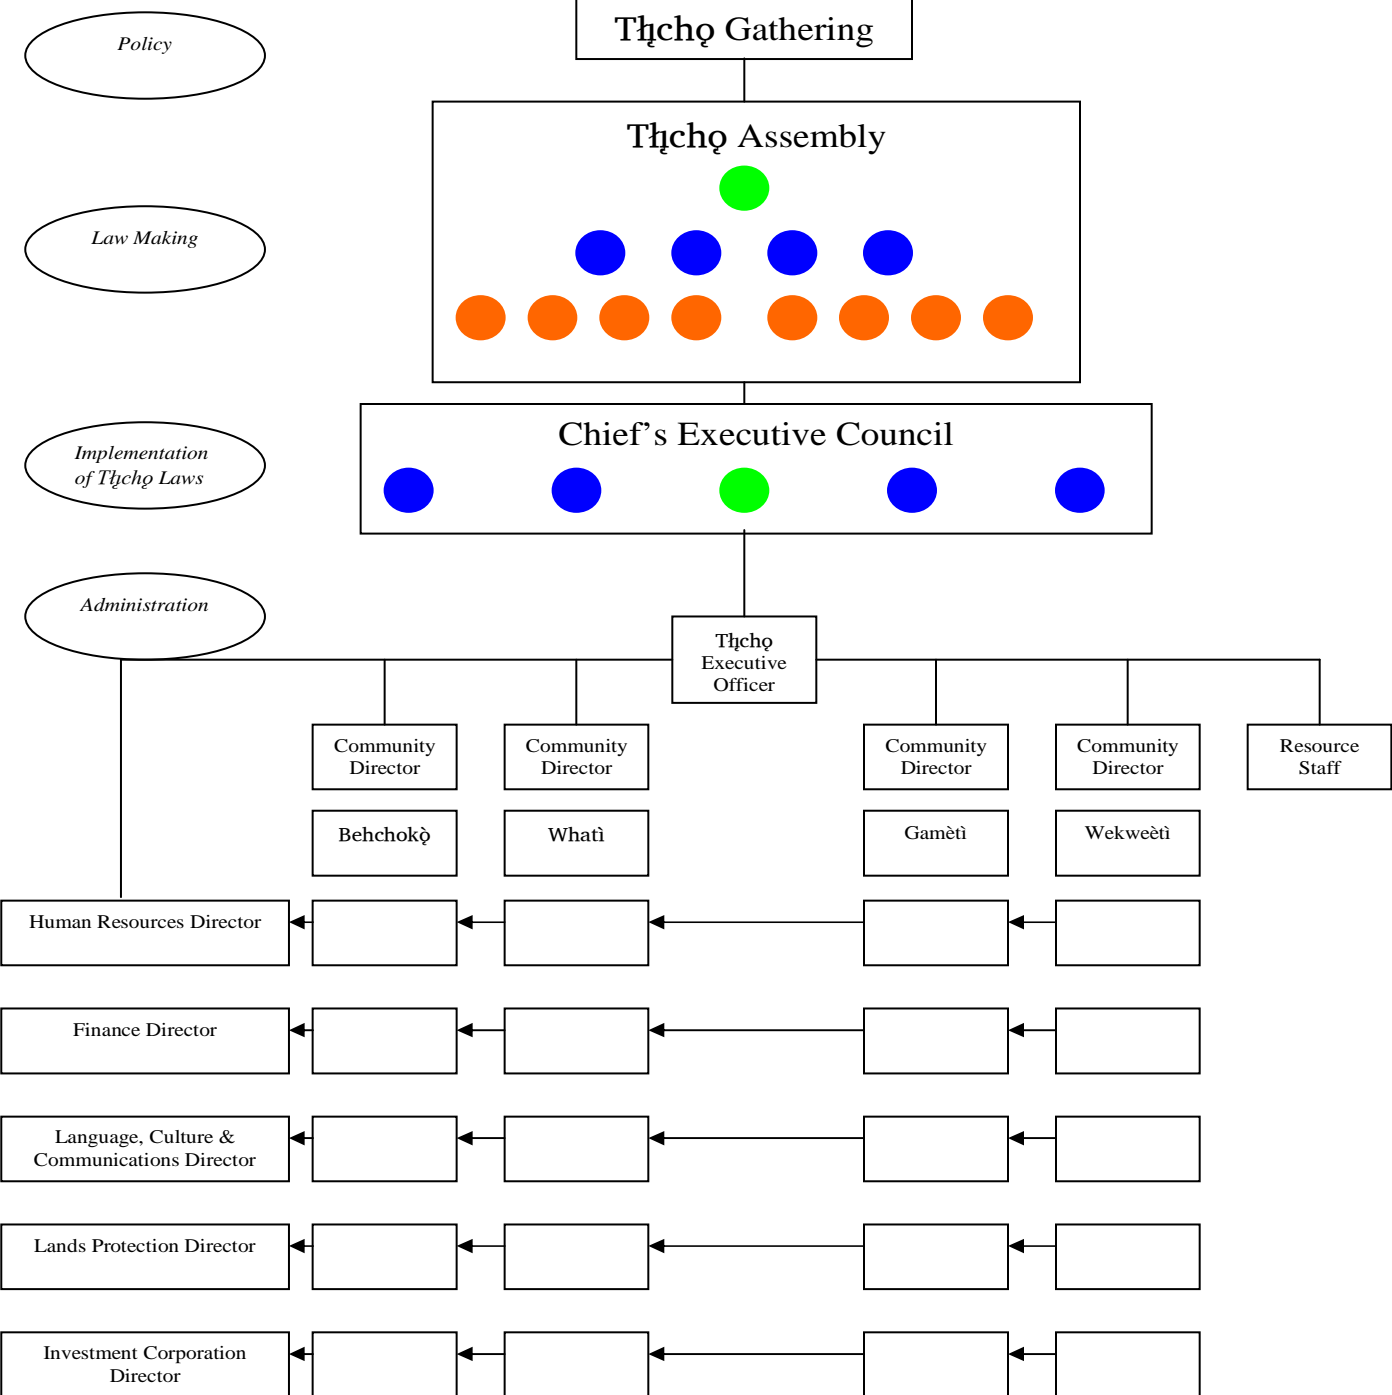 Policy
Tłı̨chǫ Gathering
Tłı̨chǫ Assembly
Law Making
Chief’s Executive Council
Implementation
of Tłı̨chǫ Laws
Administration
Tłı̨chǫ
Executive
Officer
Community
Director
Community
Director
Community
Director
Community
Director
Resource
Staff
Behchokǫ̀
Whatì
Gamètì
Wekweètì
Human Resources Director
Finance Director
Language, Culture &
Communications Director
Lands Protection Director
Investment Corporation
Director